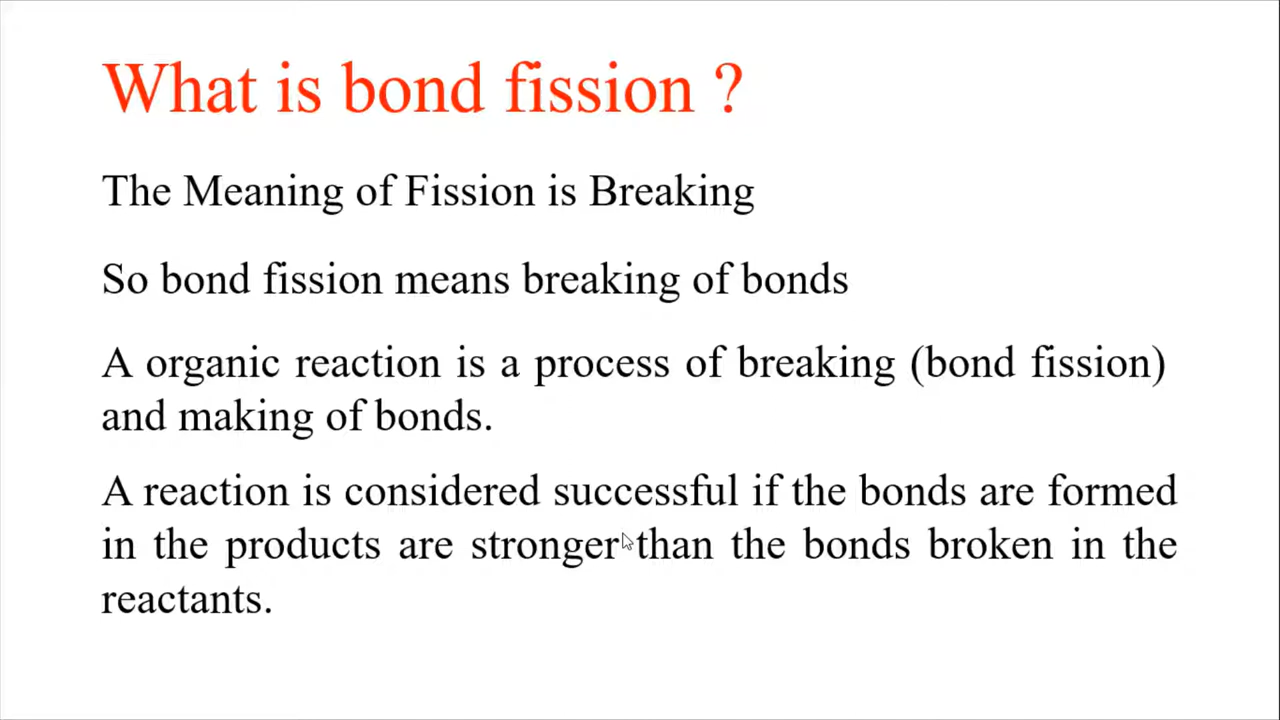 What is bond fission ?
The Meaning of Fission is Breaking
So bond fission means breaking of bonds
A organic reaction is a process of breaking (bond fission)
and making of bonds.
A reaction is considered successful if the bonds are formed
in the products are stronger than the bonds broken in the
reactants.